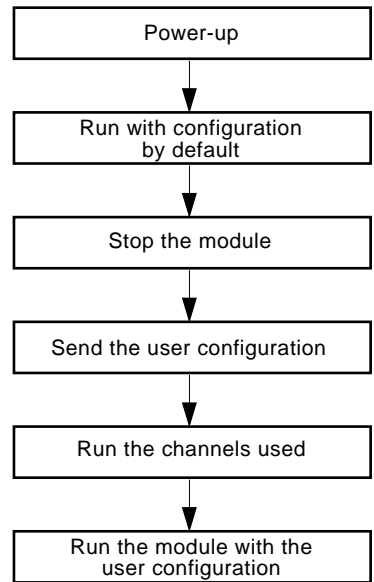 Power-up
Run with configuration
by default
Stop the module
Send the user configuration
Run the channels used
Run the module with the
user configuration